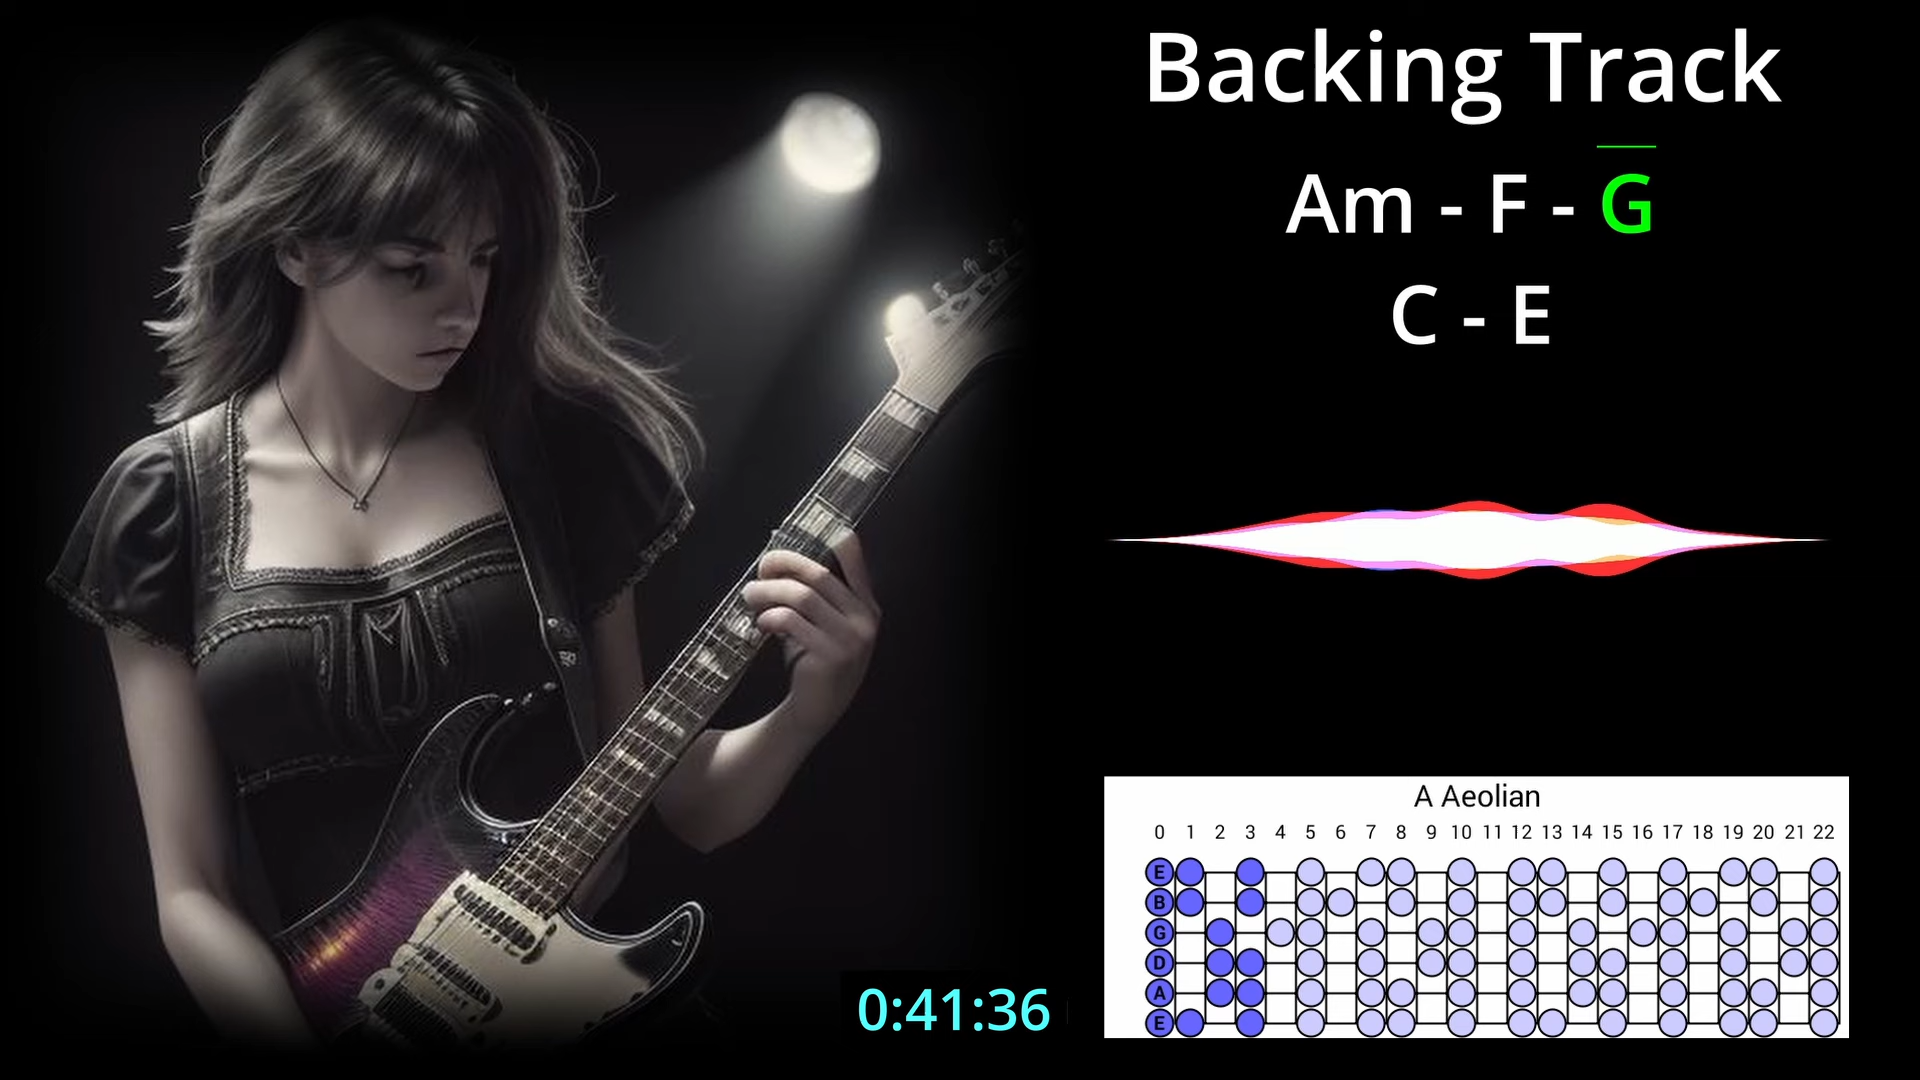 Backing Track
Am - F - G
C - E
A Aeolian
0 1 2 3 4 5 6 7 8 9 10 11 12 13 14 15 16 17 18 19 20 21 22
E
B
G
D
A
E
0:41:36